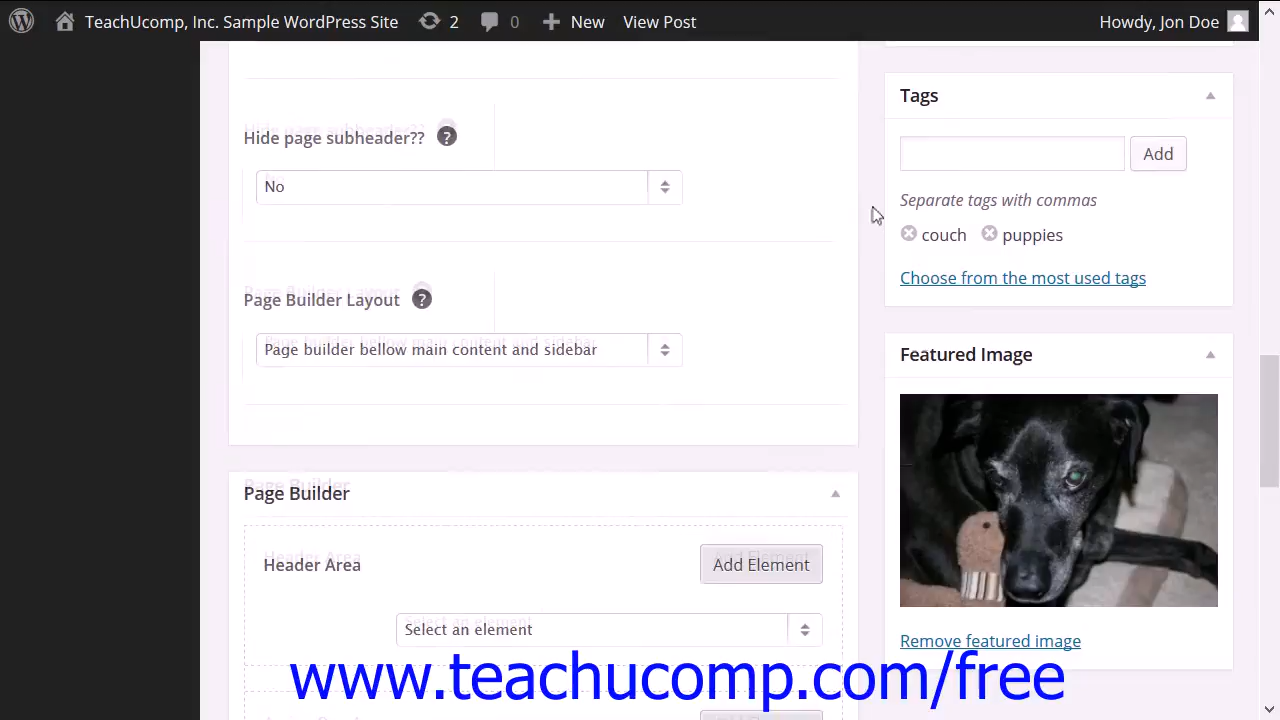 TeachUcomp, Inc. Sample WordPress Site 2 0 New View Post Howdy, Jon Doe
Hide page subheader?? ?
No
Page Builder Layout ?
Page builder bellow main content and sidebar
Page Builder
Header Area Add Element
Select an element
Tags
Add
Separate tags with commas
couch puppies
Choose from the most used tags
Featured Image
Remove featured image
www.teachucomp.com/free